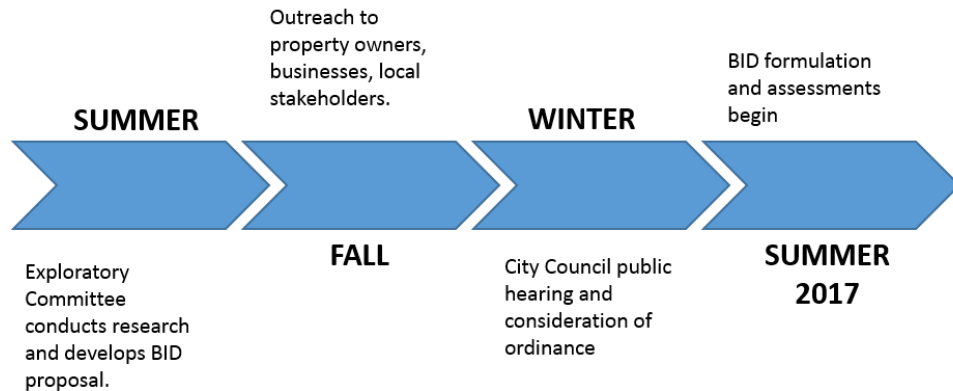 SUMMER
Exploratory
Committee
conducts research
and develops BID
proposal.
Outreach to
property owners,
businesses, local
stakeholders.
FALL
WINTER
City Council public
hearing and
consideration of
ordinance
BID formulation
and assessments
begin
SUMMER
2017